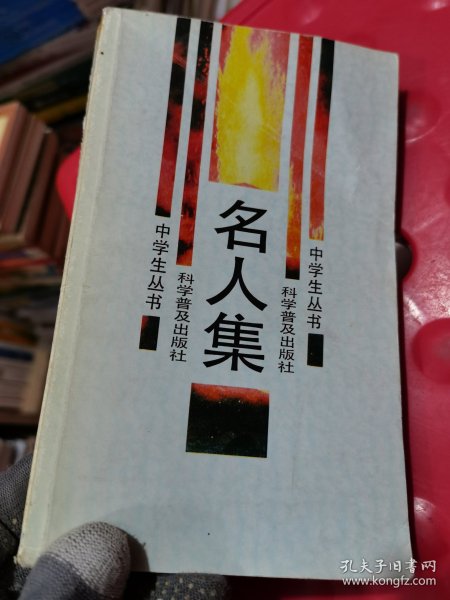 名人集
中学生丛书
科学普及出版社
中学生丛书
科学普及出版社
孔夫子旧书网
www.kongfz.com